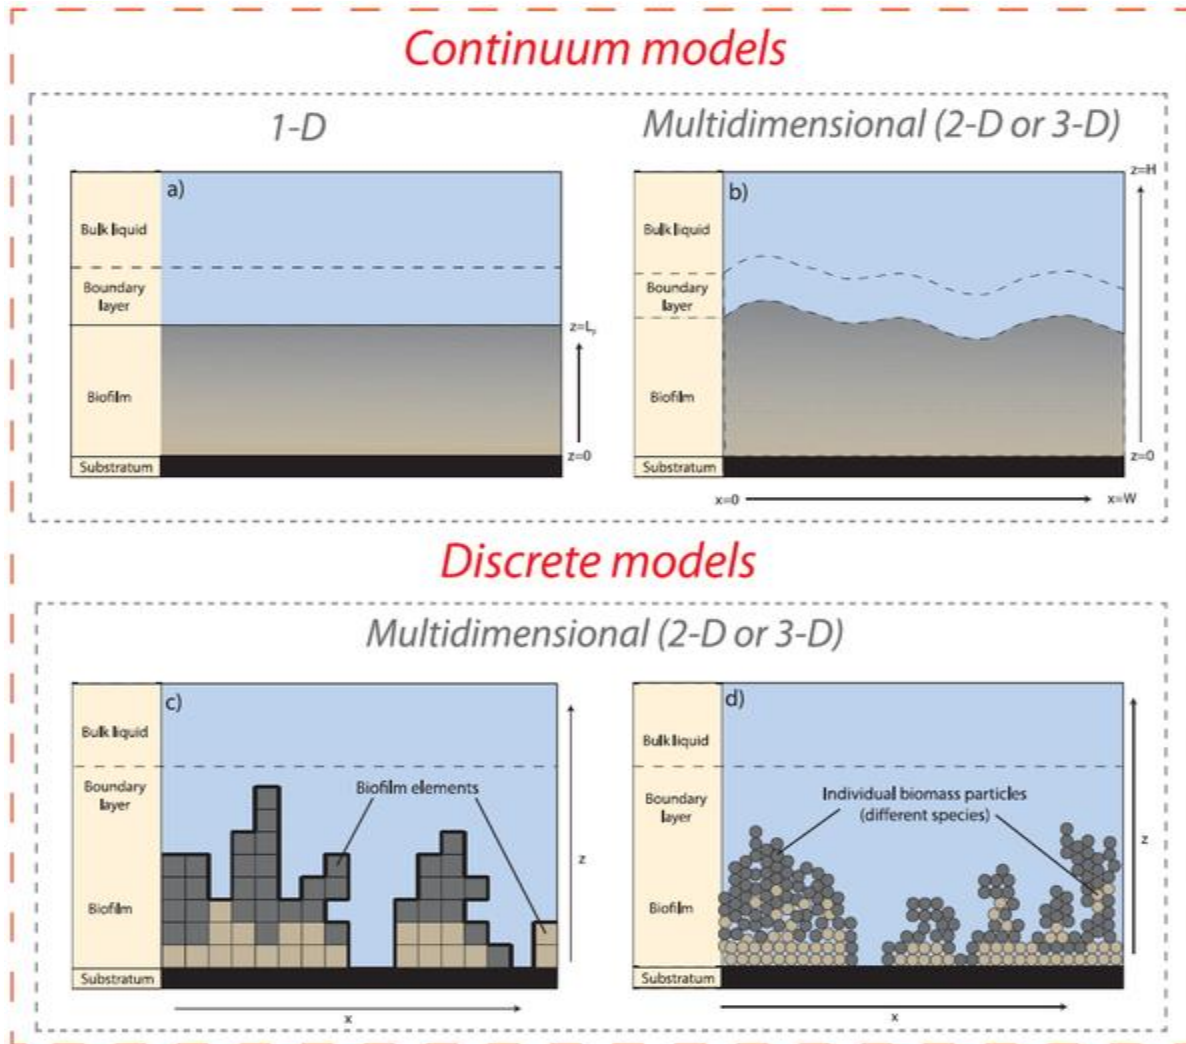 Continuum models
1-D
Multidimensional (2-D or 3-D)
a)
Bulk liquid
Boundary
layer
Biofilm
Substratum
z=LF
z=0
b)
Bulk liquid
Boundary
layer
Biofilm
Substratum
z=H
z=0
x=0
x=W
Discrete models
Multidimensional (2-D or 3-D)
c)
Bulk liquid
Boundary
layer
Biofilm elements
Biofilm
Substratum
z
x
d)
Bulk liquid
Boundary
layer
Individual biomass particles
(different species)
Biofilm
Substratum
z
x